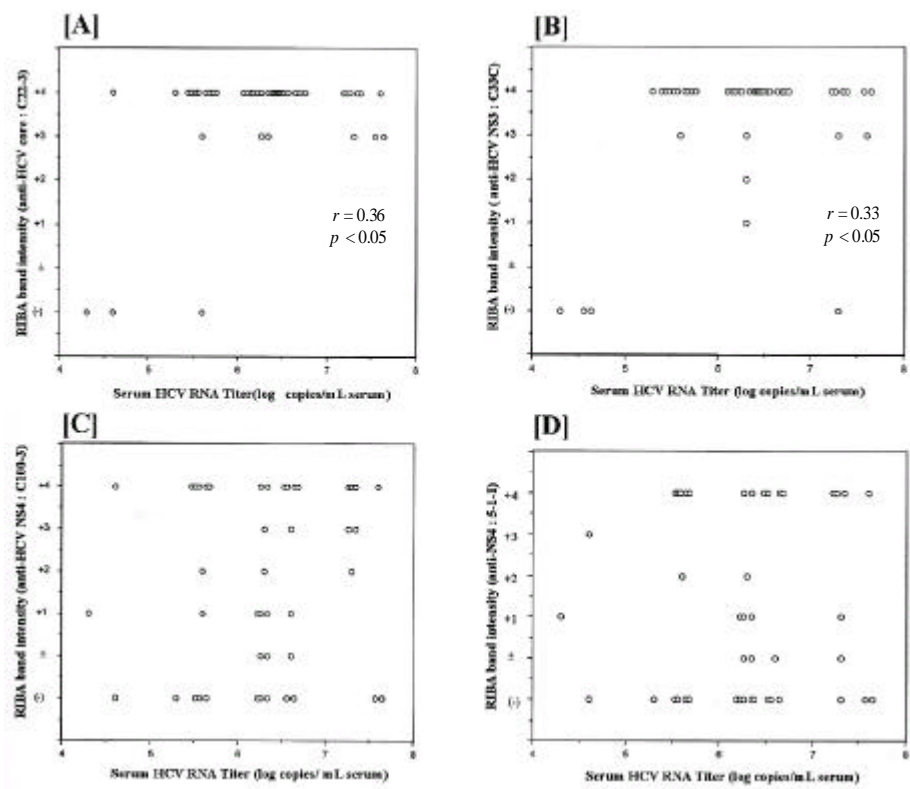 [A]
RIBA band intensity (anti-HCV core : C22-3)
+4
+3
+2
+1
±
(-)
r = 0.36
p < 0.05
4 5 6 7 8
Serum HCV RNA Titer(log copies/mL serum)
[B]
RIBA band intensity ( anti-HCV NS3 : C33C)
+4
+3
+2
+1
±
(-)
r = 0.33
p < 0.05
4 5 6 7 8
Serum HCV RNA Titer (log copies/mL serum)
[C]
RIBA band intensity (anti-HCV NS4 : C100-3)
+4
+3
+2
+1
±
(-)
4 5 6 7 8
Serum HCV RNA Titer (log copies/ mL serum)
[D]
RIBA band intensity (anti-NS4 : 5-1-1)
+4
+3
+2
+1
±
(-)
4 5 6 7 8
Serum HCV RNA Titer (log copies/mL serum)